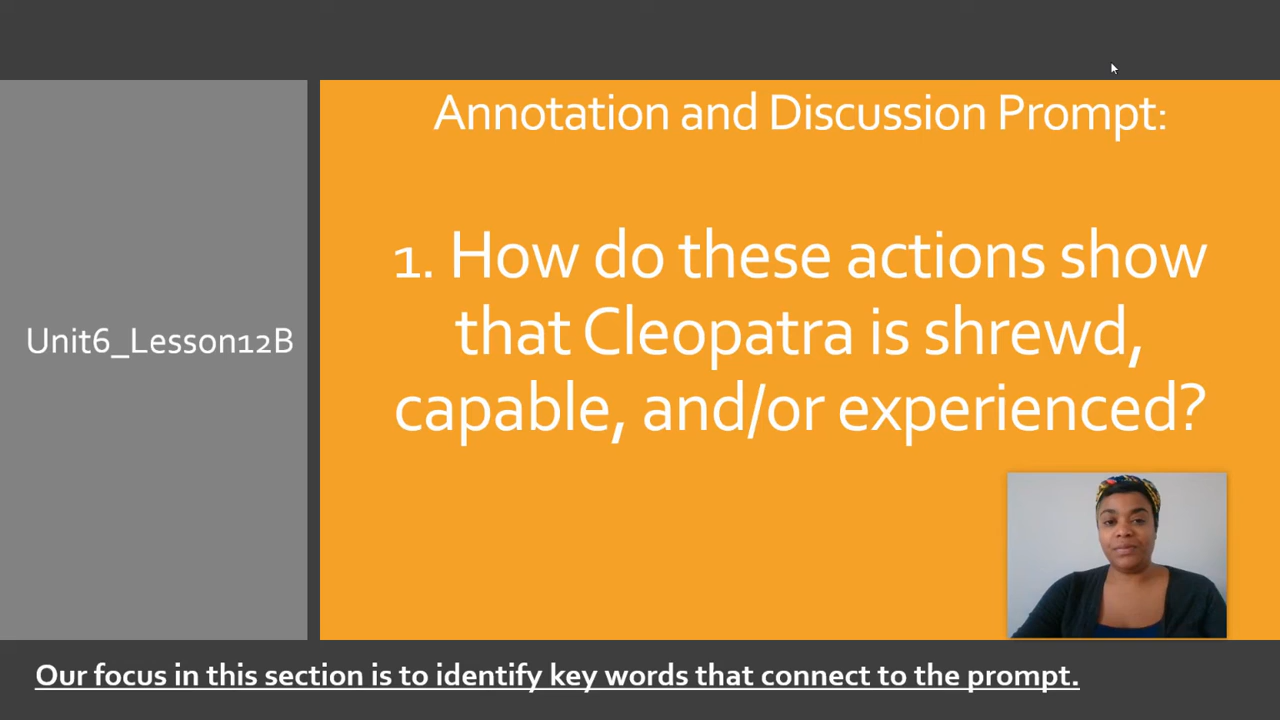 Annotation and Discussion Prompt:
1. How do these actions show
that Cleopatra is shrewd,
capable, and/or experienced?
Unit6_Lesson12B
Our focus in this section is to identify key words that connect to the prompt.